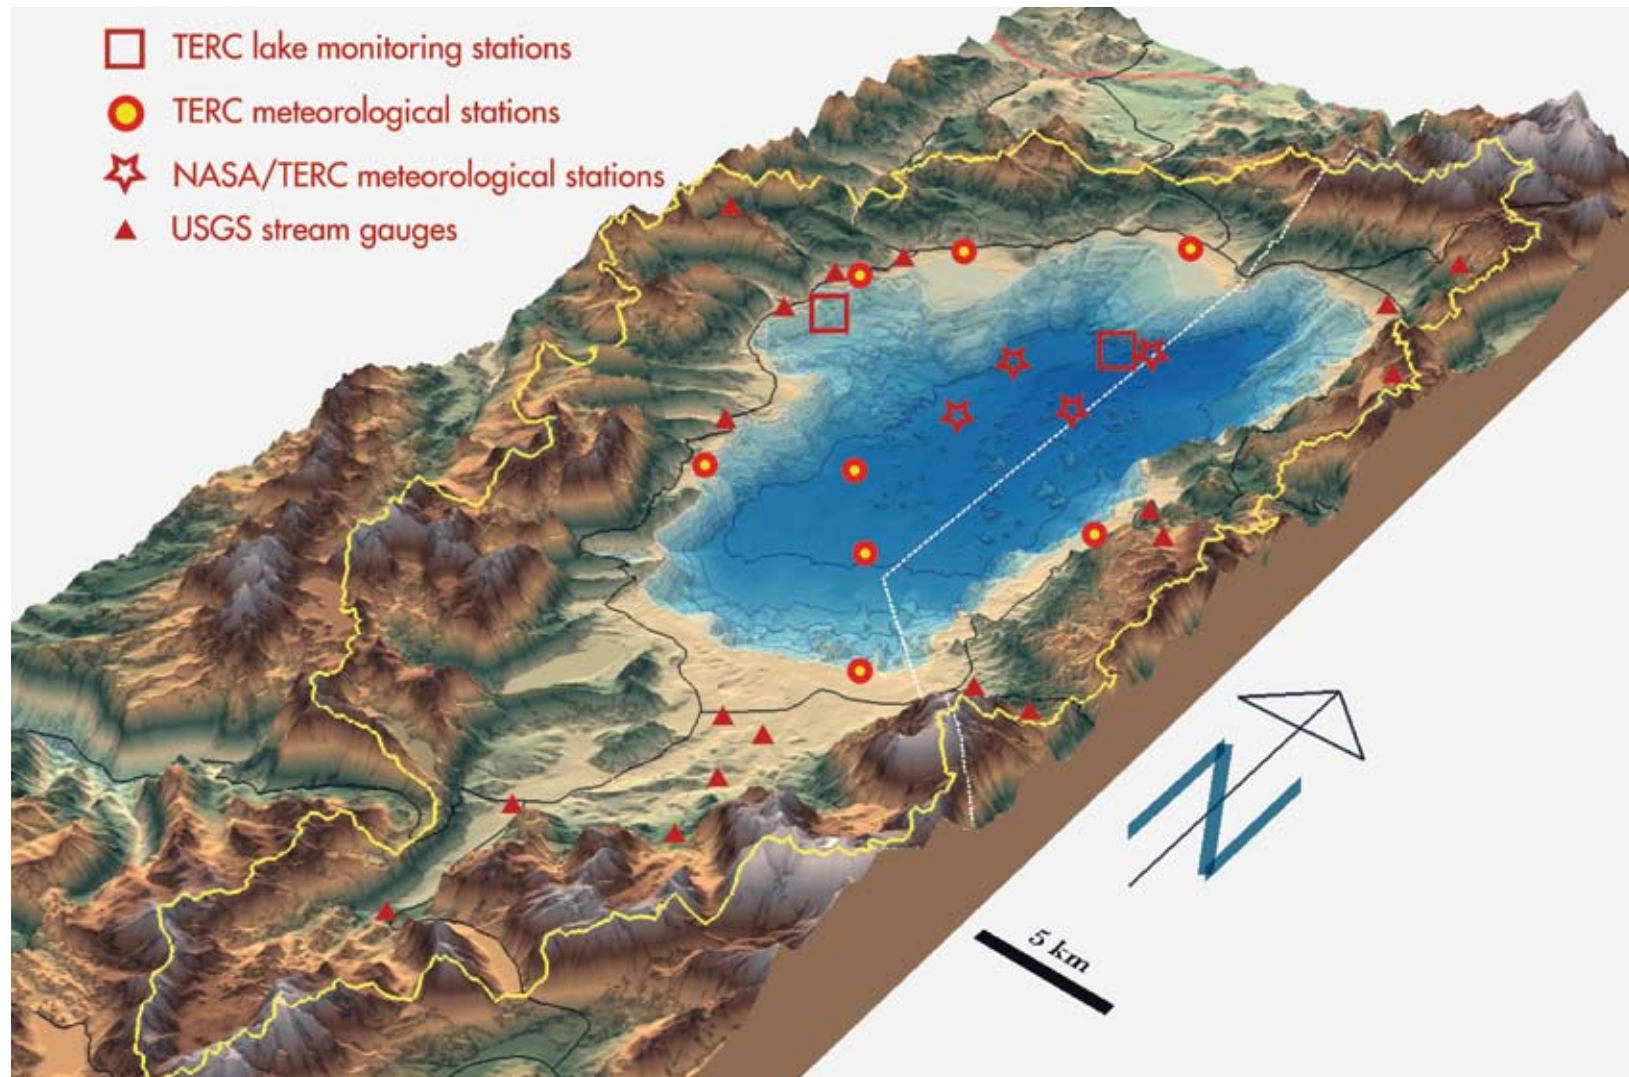 TERC lake monitoring stations
TERC meteorological stations
NASA/TERC meteorological stations
USGS stream gauges
N
5 km